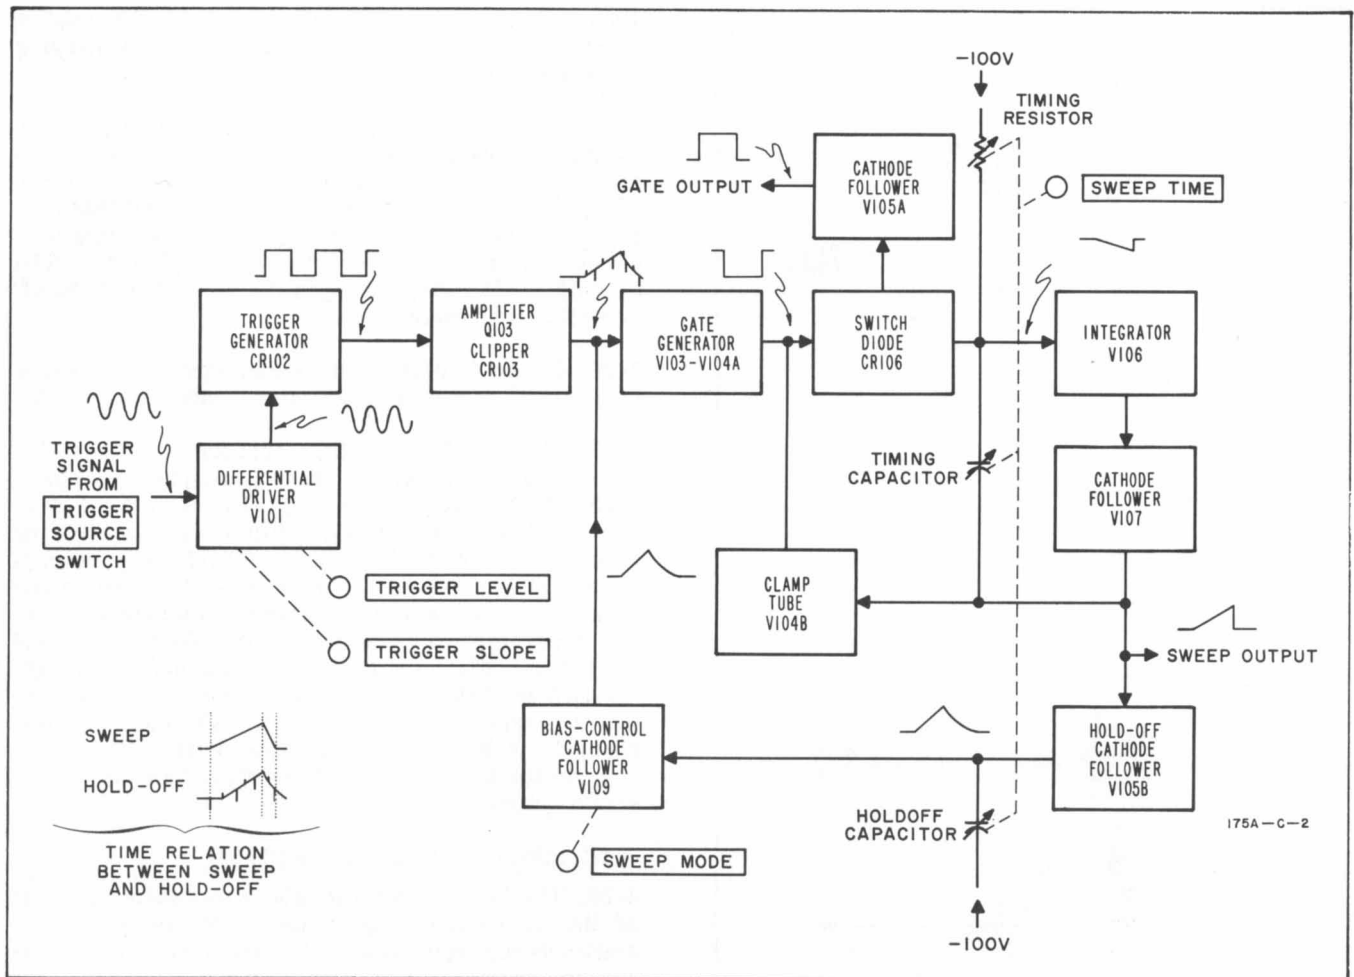 -100V
TIMING
RESISTOR
CATHODE
FOLLOWER
V105A
GATE OUTPUT
SWEEP TIME
TRIGGER
GENERATOR
CR102
AMPLIFIER
Q103
CLIPPER
CR103
GATE
GENERATOR
V103-V104A
SWITCH
DIODE
CR106
INTEGRATOR
V106
TRIGGER
SIGNAL
FROM
TRIGGER
SOURCE
SWITCH
DIFFERENTIAL
DRIVER
V101
TIMING
CAPACITOR
CATHODE
FOLLOWER
V107
TRIGGER LEVEL
CLAMP
TUBE
V104B
TRIGGER SLOPE
SWEEP OUTPUT
SWEEP
HOLD-OFF
TIME RELATION
BETWEEN SWEEP
AND HOLD-OFF
BIAS-CONTROL
CATHODE
FOLLOWER
V109
HOLD-OFF
CATHODE
FOLLOWER
V105B
HOLDOFF
CAPACITOR
175A-C-2
SWEEP MODE
-100V